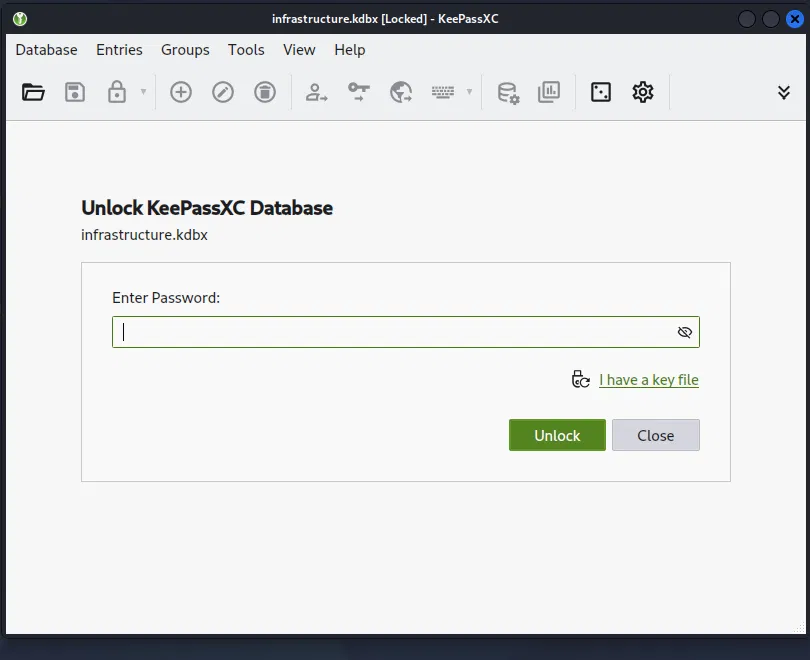 infrastructure.kdbx [Locked] - KeePassXC
Database Entries Groups Tools View Help
Unlock KeePassXC Database
infrastructure.kdbx
Enter Password:
I have a key file
Unlock Close